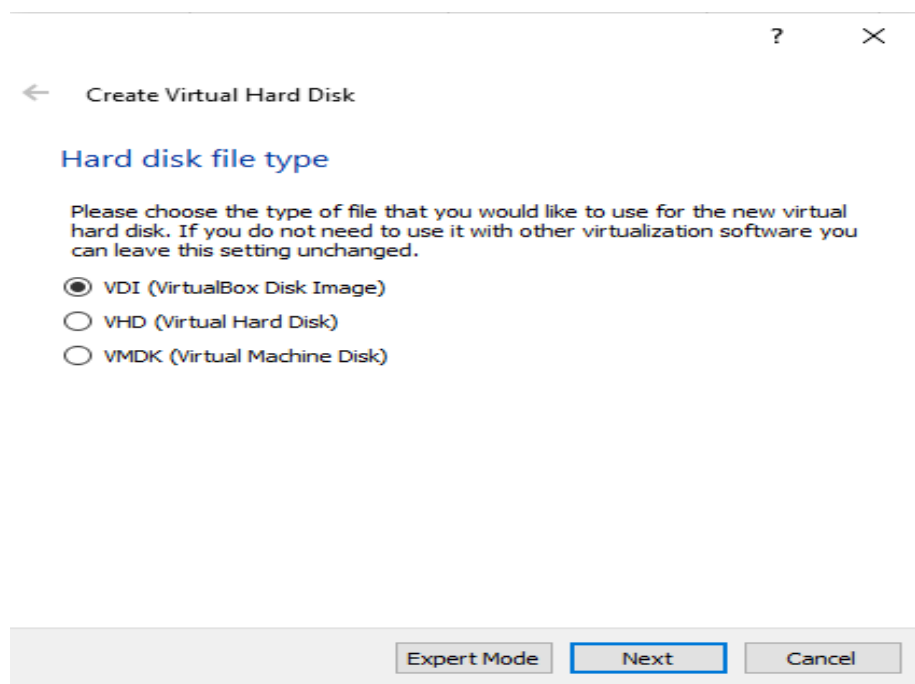 ?
Create Virtual Hard Disk
Hard disk file type
Please choose the type of file that you would like to use for the new virtual
hard disk. If you do not need to use it with other virtualization software you
can leave this setting unchanged.
VDI (VirtualBox Disk Image)
VHD (Virtual Hard Disk)
VMDK (Virtual Machine Disk)
Expert Mode Next Cancel